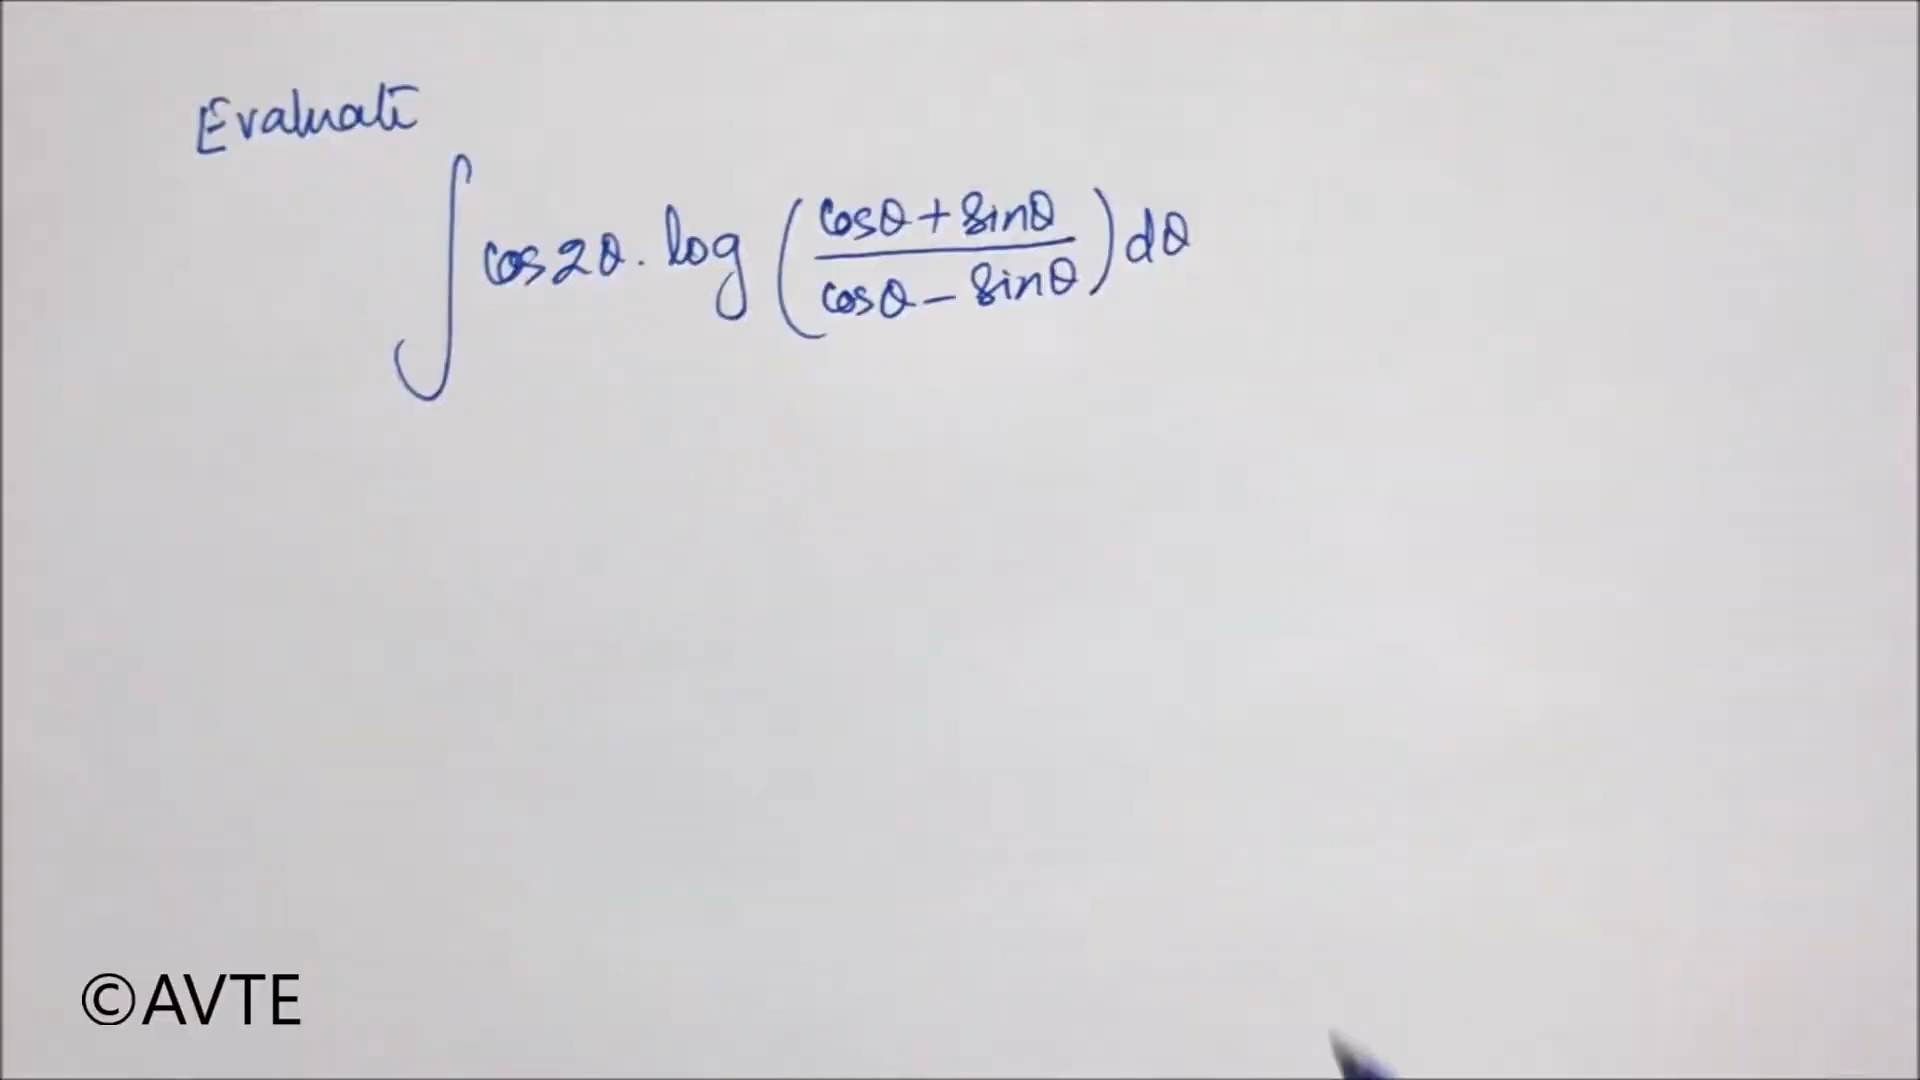 Evaluate
∫ cos2θ. log (cosθ + sinθ / cosθ - sinθ) dθ
©AVTE